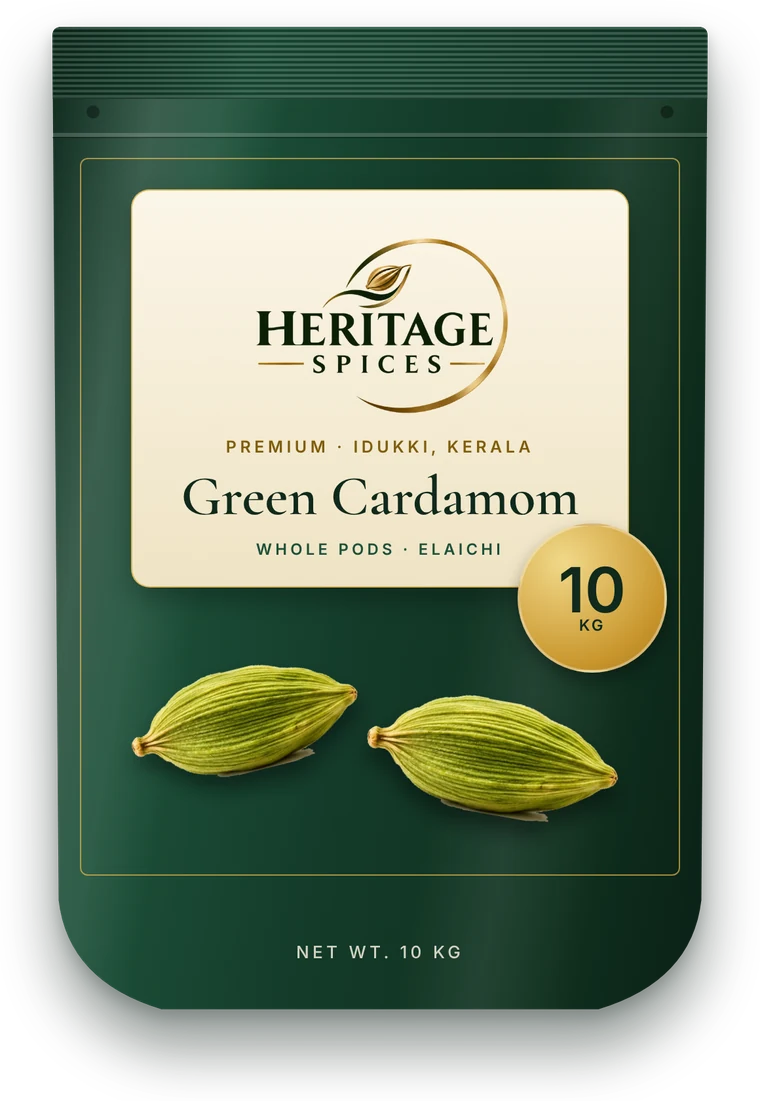 HERITAGE
SPICES
PREMIUM · IDUKKI, KERALA
Green Cardamom
WHOLE PODS · ELAICHI
10
KG
NET WT. 10 KG